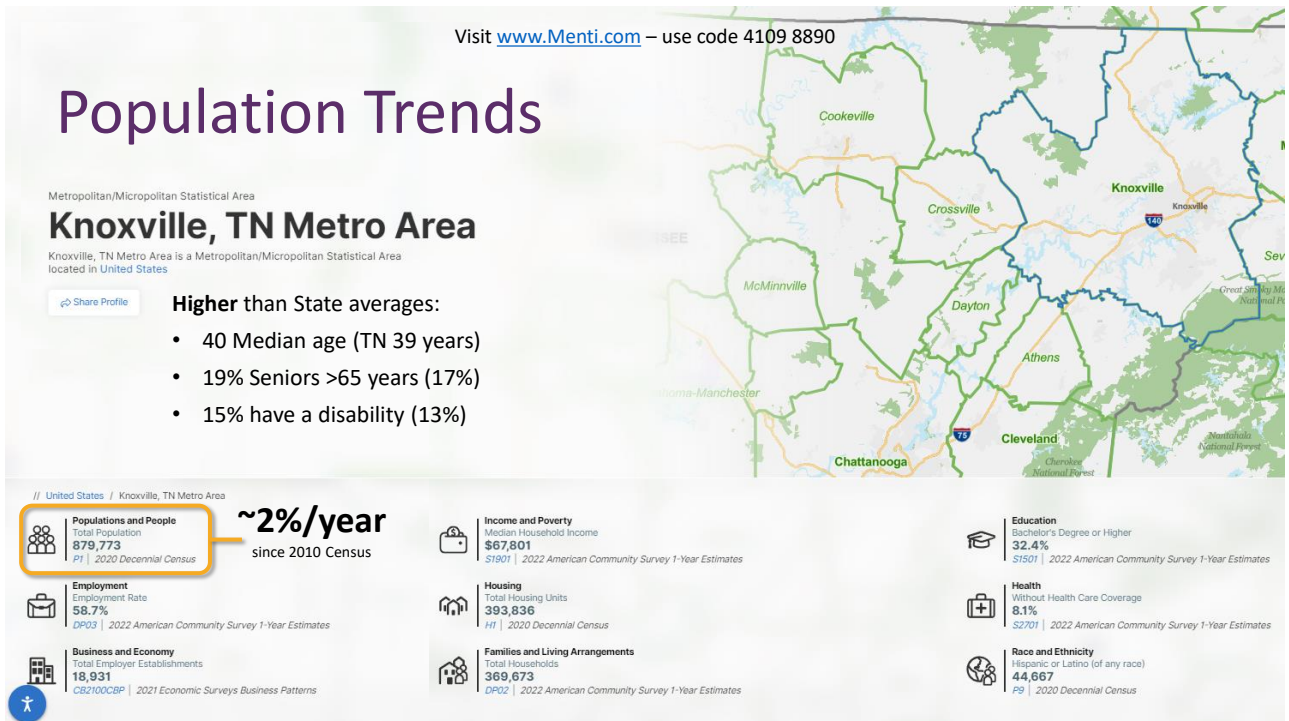 Visit www.Menti.com – use code 4109 8890
Population Trends
Metropolitan/Micropolitan Statistical Area
Knoxville, TN Metro Area
Knoxville, TN Metro Area is a Metropolitan/Micropolitan Statistical Area
located in United States
Share Profile
Higher than State averages:
• 40 Median age (TN 39 years)
• 19% Seniors >65 years (17%)
• 15% have a disability (13%)
Cookeville
Knoxville
Knoxville
Crossville
140
SEE
Sev
McMinnville
Great Smoky Mo
National Pa
Dayton
Athens
oma-Manchester
75
Cleveland
Nantahala
National Forest
Chattanooga
Cherokee
National Forest
// United States / Knoxville, TN Metro Area
Populations and People
Total Population
879,773
P1 | 2020 Decennial Census
~2%/year
since 2010 Census
Income and Poverty
Median Household Income
$67,801
S1901 | 2022 American Community Survey 1-Year Estimates
Education
Bachelor's Degree or Higher
32.4%
S1501 | 2022 American Community Survey 1-Year Estimates
Employment
Employment Rate
58.7%
DP03 | 2022 American Community Survey 1-Year Estimates
Housing
Total Housing Units
393,836
H1 | 2020 Decennial Census
Health
Without Health Care Coverage
8.1%
S2701 | 2022 American Community Survey 1-Year Estimates
Business and Economy
Total Employer Establishments
18,931
CB2100CBP | 2021 Economic Surveys Business Patterns
Families and Living Arrangements
Total Households
369,673
DP02 | 2022 American Community Survey 1-Year Estimates
Race and Ethnicity
Hispanic or Latino (of any race)
44,667
P9 | 2020 Decennial Census